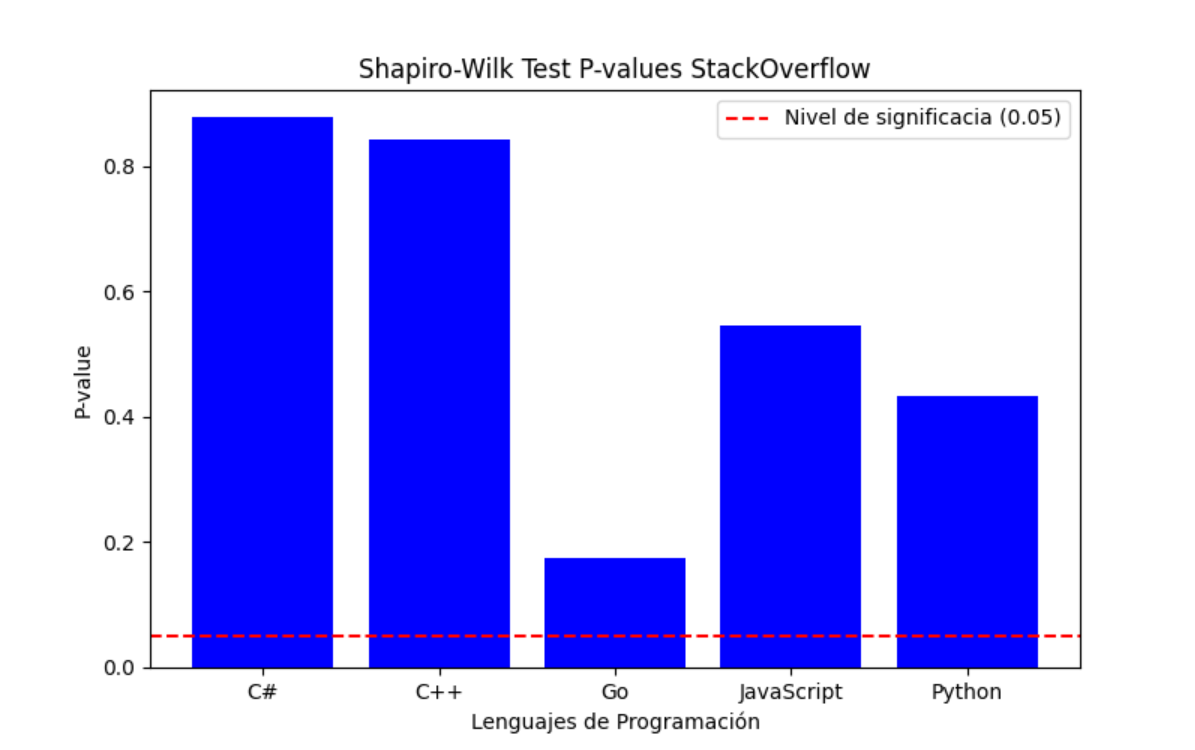 Shapiro-Wilk Test P-values StackOverflow
Nivel de significacia (0.05)
0.8
0.6
0.4
0.2
0.0
P-value
C# C++ Go JavaScript Python
Lenguajes de Programación